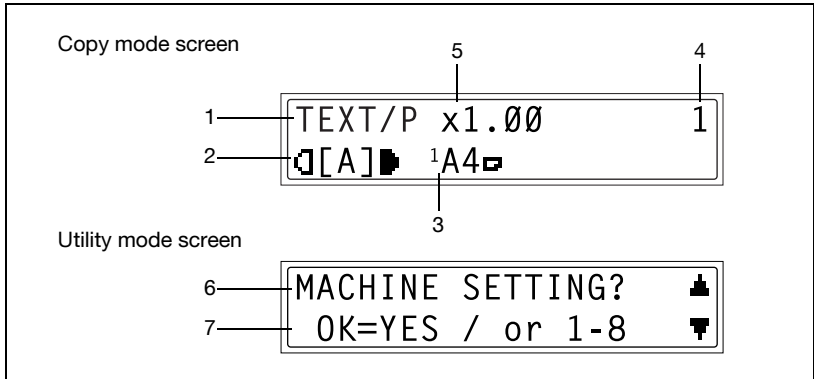 Copy mode screen
5 4
1 TEXT/P x1.00 1
2 [A] ¹A4
3
Utility mode screen
6 MACHINE SETTING? ▲
7 OK=YES / or 1-8 ▼